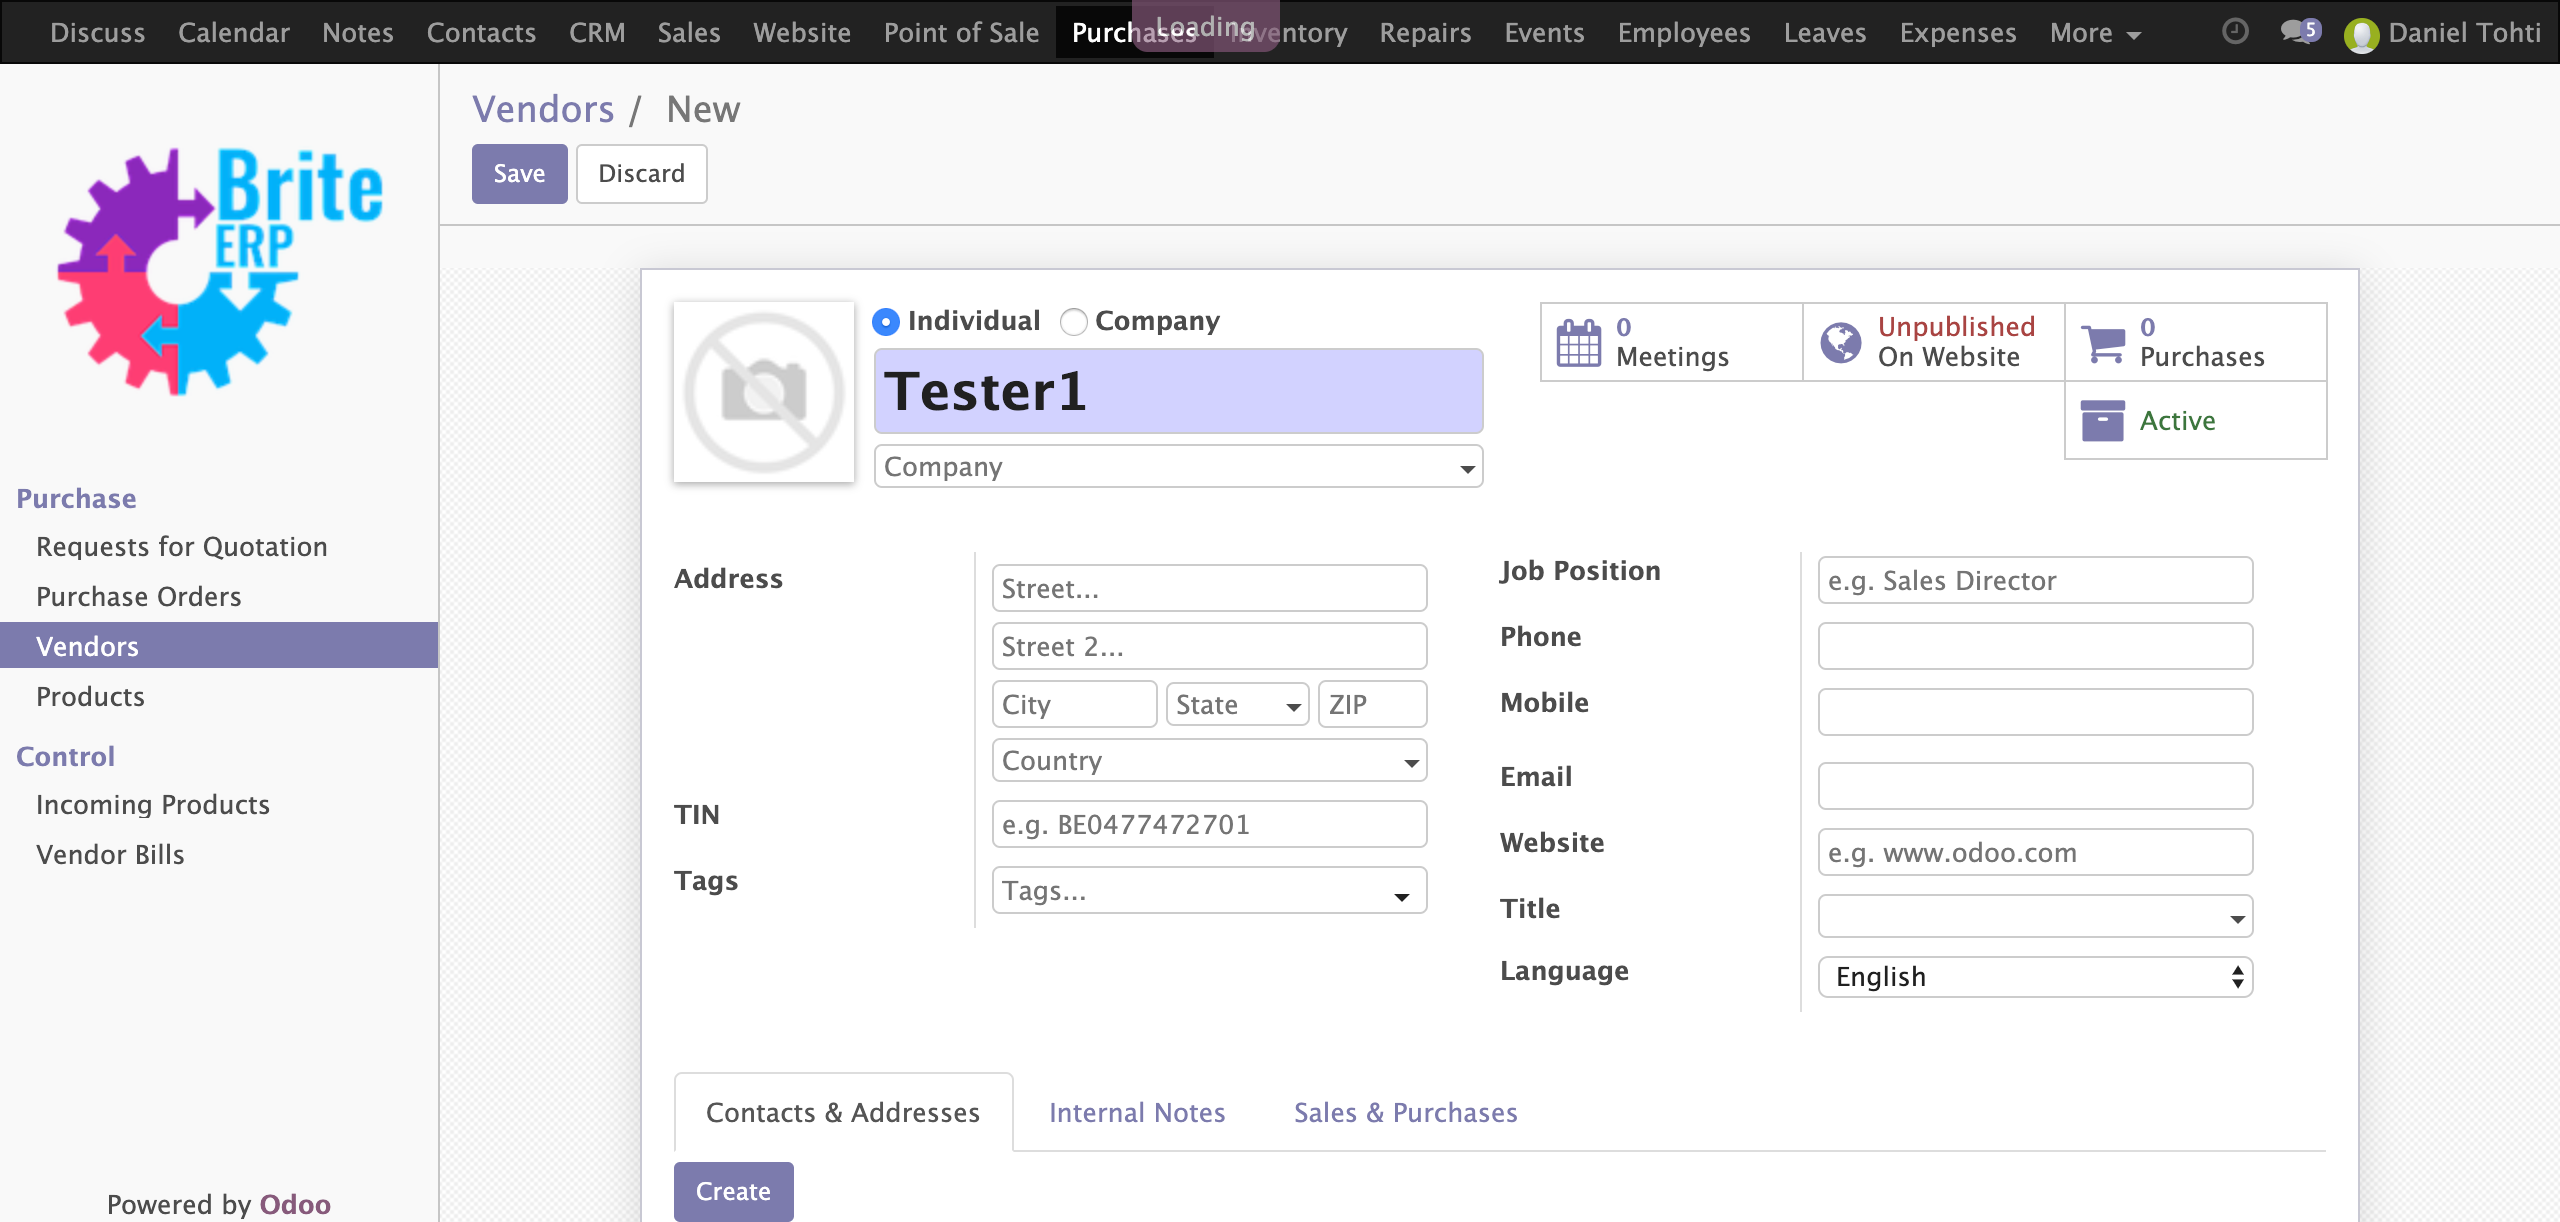 Discuss Calendar Notes Contacts CRM Sales Website Point of Sale Purchases Inventory Repairs Events Employees Leaves Expenses More 5 Daniel Tohti
Loading
Brite
ERP
Vendors / New
Save Discard
Individual Company
Tester1
Company
0 Meetings
Unpublished On Website
0 Purchases
Active
Purchase
Requests for Quotation
Purchase Orders
Vendors
Products
Control
Incoming Products
Vendor Bills
Powered by Odoo
Address
Street...
Street 2...
City State ZIP
Country
TIN e.g. BE0477472701
Tags Tags...
Job Position e.g. Sales Director
Phone
Mobile
Email
Website e.g. www.odoo.com
Title
Language English
Contacts & Addresses Internal Notes Sales & Purchases
Create